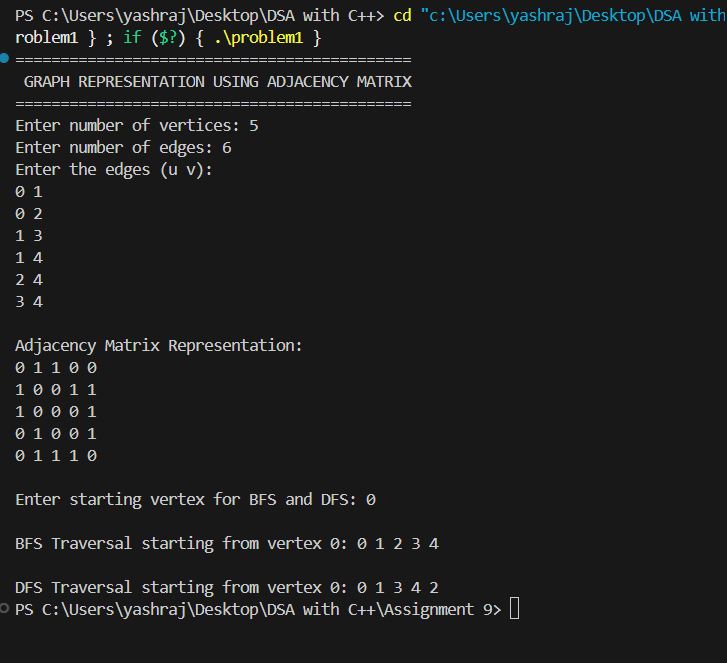 PS C:\Users\yashraj\Desktop\DSA with C++> cd "c:\Users\yashraj\Desktop\DSA with
roblem1 } ; if ($?) { .\problem1 }
============================================
GRAPH REPRESENTATION USING ADJACENCY MATRIX
============================================
Enter number of vertices: 5
Enter number of edges: 6
Enter the edges (u v):
0 1
0 2
1 3
1 4
2 4
3 4
Adjacency Matrix Representation:
0 1 1 0 0
1 0 0 1 1
1 0 0 0 1
0 1 0 0 1
0 1 1 1 0
Enter starting vertex for BFS and DFS: 0
BFS Traversal starting from vertex 0: 0 1 2 3 4
DFS Traversal starting from vertex 0: 0 1 3 4 2
PS C:\Users\yashraj\Desktop\DSA with C++\Assignment 9>